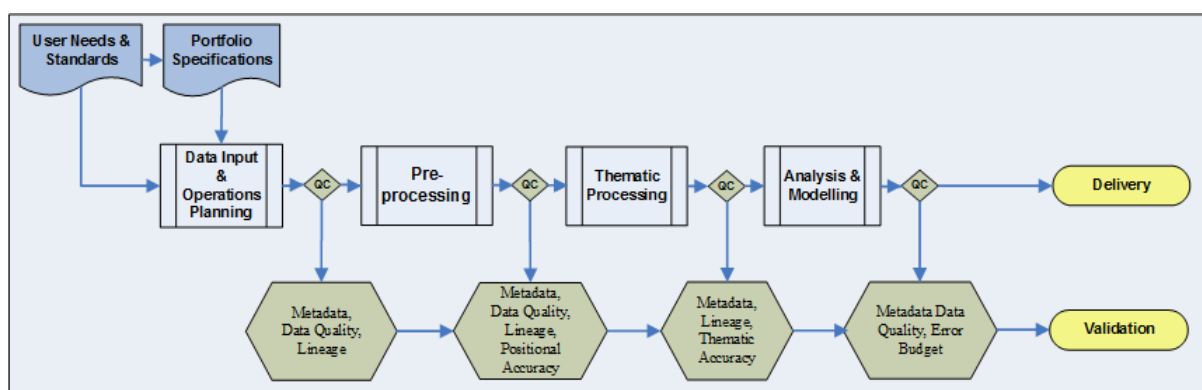 User Needs &
Standards
Portfolio
Specifications
Data Input
&
Operations
Planning
QC
Pre-
processing
QC
Thematic
Processing
QC
Analysis &
Modelling
QC
Delivery
Metadata,
Data Quality,
Lineage
Metadata,
Data Quality,
Lineage,
Positional
Accuracy
Metadata,
Lineage,
Thematic
Accuracy
Metadata Data
Quality, Error
Budget
Validation